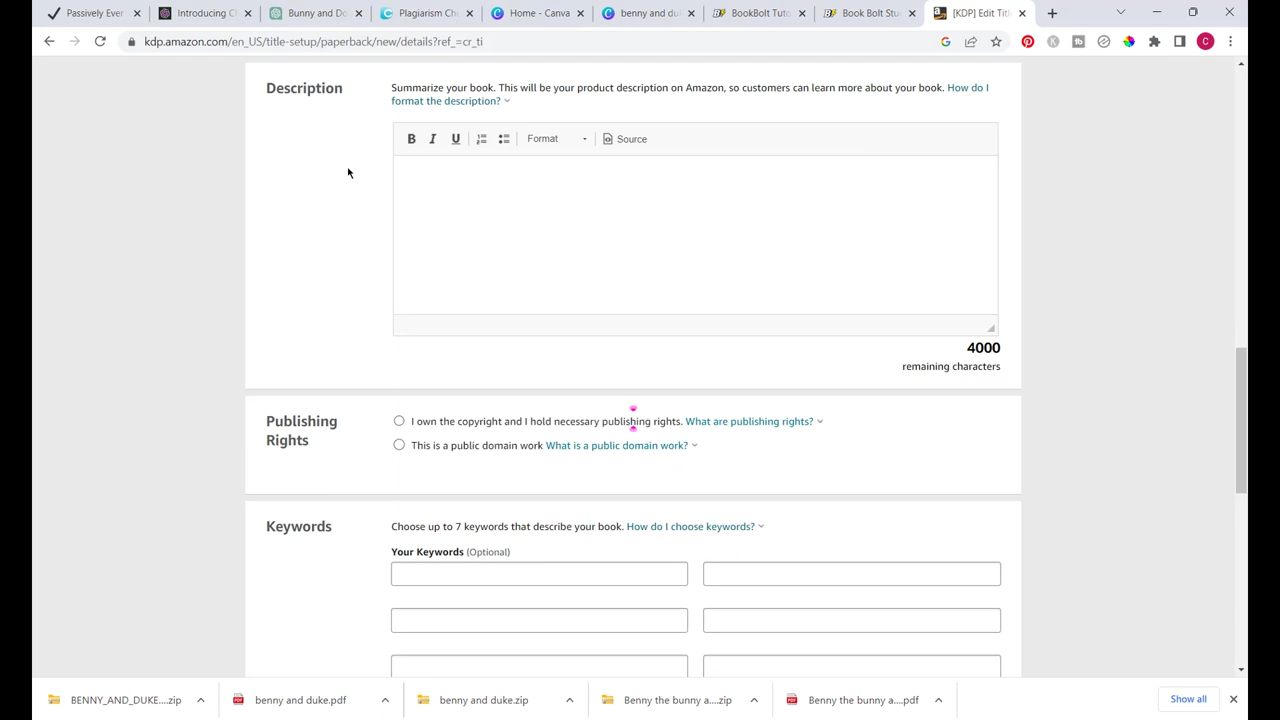 Passively Ever
Introducing C
Bunny and Do
Plagiarism Che
Home - Canva
benny and du
BookBolt Tuto
BookBolt Stu
[KDP] Edit Titl
kdp.amazon.com/en_US/title-setup/paperback/new/details?ref_=cr_ti
C
Description
Summarize your book. This will be your product description on Amazon, so customers can learn more about your book. How do I
format the description?
B I U Format Source
4000
remaining characters
Publishing
Rights
I own the copyright and I hold necessary publishing rights. What are publishing rights?
This is a public domain work What is a public domain work?
Keywords
Choose up to 7 keywords that describe your book. How do I choose keywords?
Your Keywords (Optional)
BENNY_AND_DUKE....zip
benny and duke.pdf
benny and duke.zip
Benny the bunny a....zip
Benny the bunny a....pdf
Show all